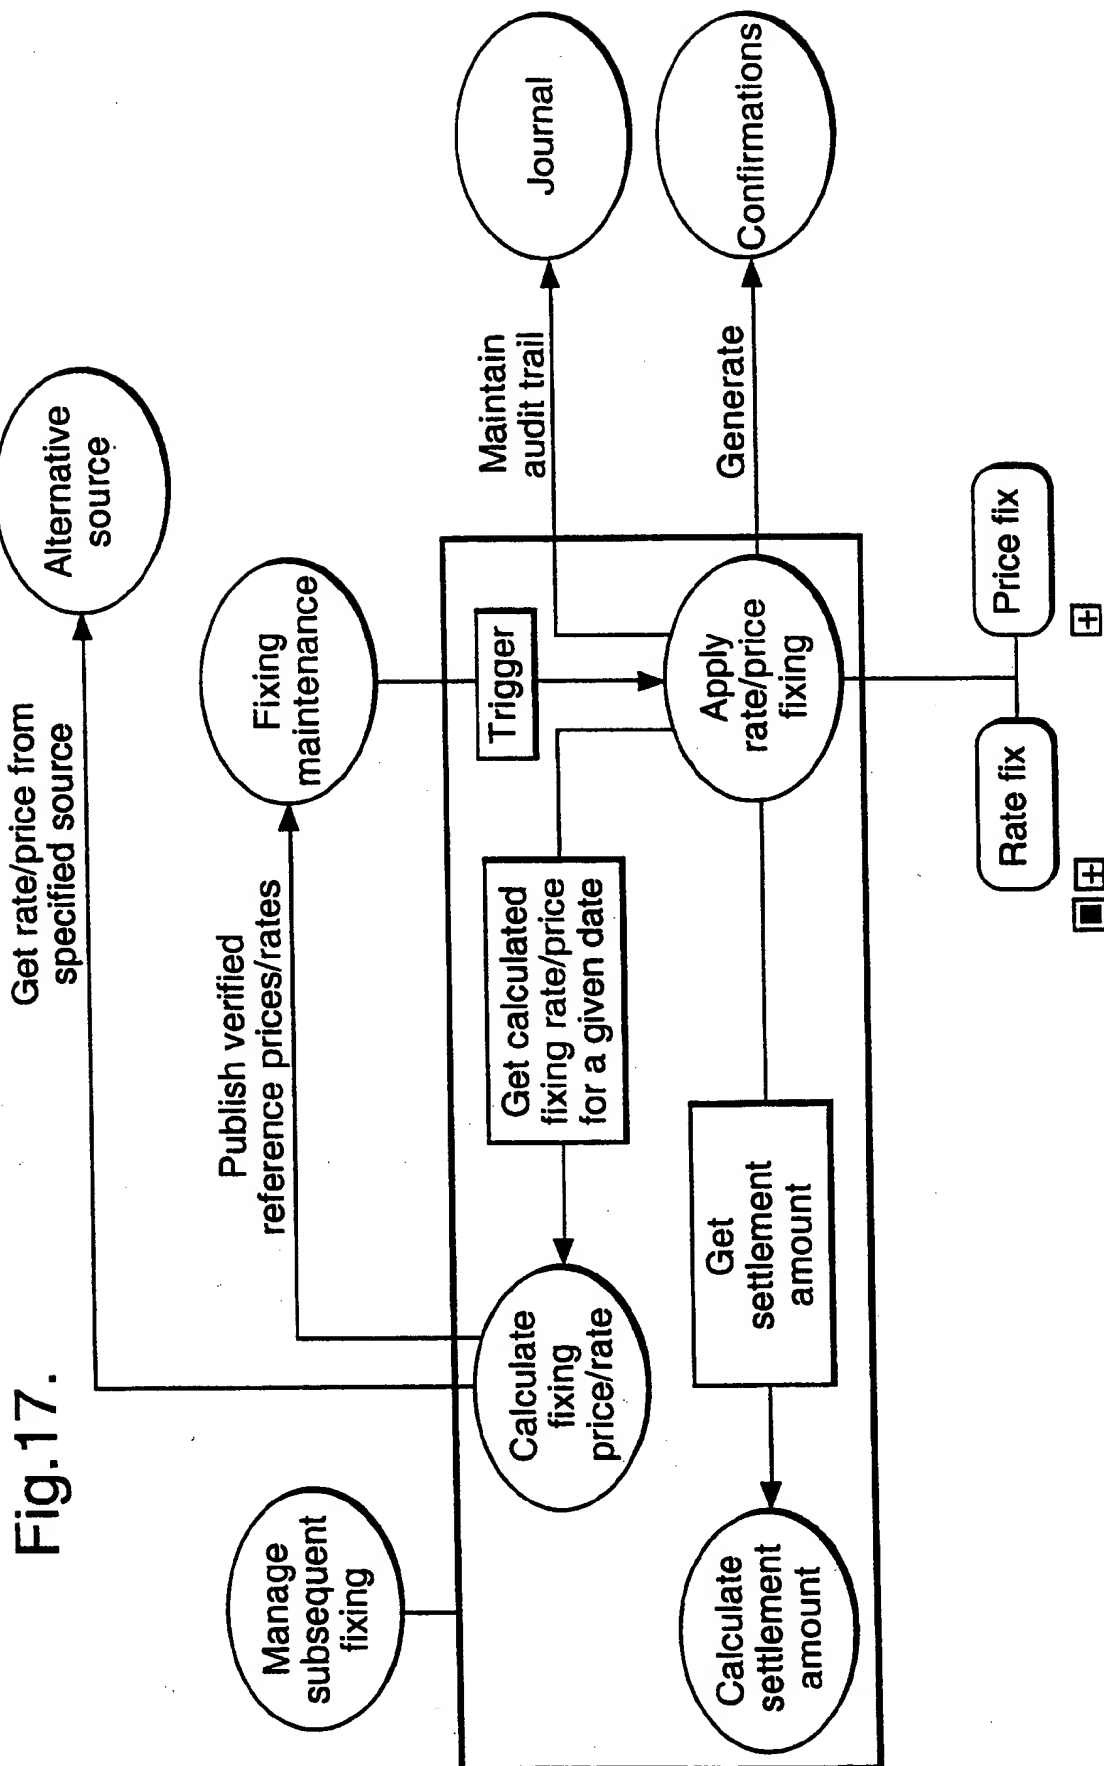 Fig.17.
Get rate/price from
specified source
Alternative
source
Manage
subsequent
fixing
Publish verified
reference prices/rates
Fixing
maintenance
Calculate
fixing
price/rate
Get calculated
fixing rate/price
for a given date
Trigger
Maintain
audit trail
Journal
Calculate
settlement
amount
Get
settlement
amount
Apply
rate/price
fixing
Generate
Confirmations
Rate fix
Price fix